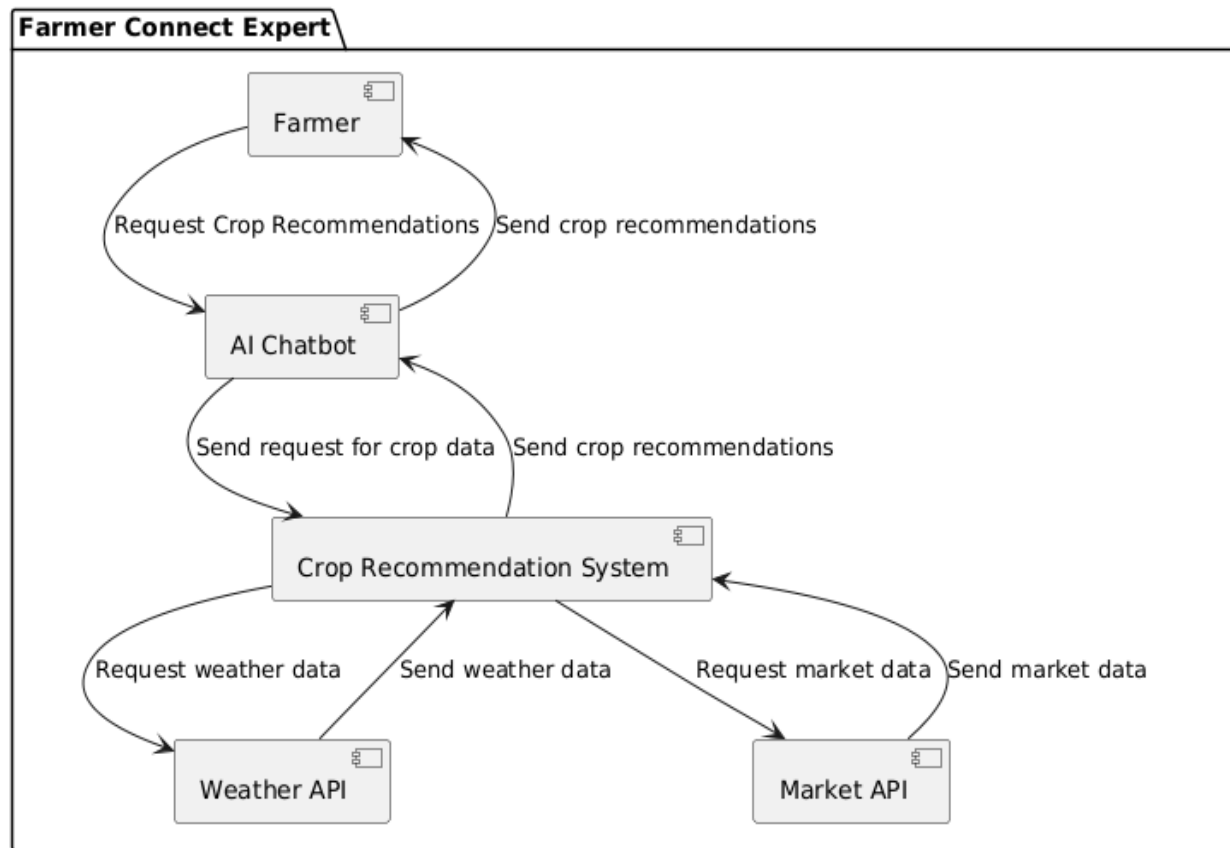 Farmer Connect Expert
Farmer
Request Crop Recommendations
Send crop recommendations
AI Chatbot
Send request for crop data
Send crop recommendations
Crop Recommendation System
Request weather data
Send weather data
Request market data
Send market data
Weather API
Market API